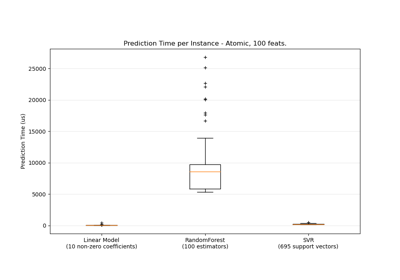 Prediction Time per Instance - Atomic, 100 feats.
25000
20000
15000
10000
5000
0
Prediction Time (us)
Linear Model
(10 non-zero coefficients)
RandomForest
(100 estimators)
SVR
(695 support vectors)